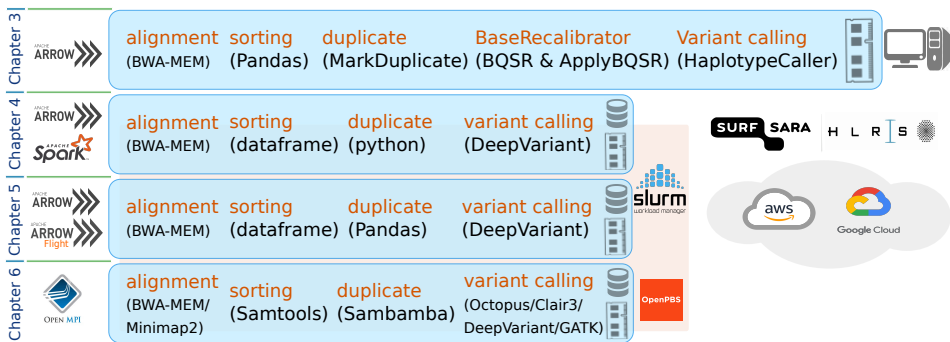 Chapter 3
APACHE
ARROW
alignment sorting duplicate BaseRecalibrator Variant calling
(BWA-MEM) (Pandas) (MarkDuplicate) (BQSR & ApplyBQSR) (HaplotypeCaller)
Chapter 4
APACHE
ARROW
APACHE
Spark
alignment sorting duplicate variant calling
(BWA-MEM) (dataframe) (python) (DeepVariant)
Chapter 5
APACHE
ARROW
APACHE
ARROW
Flight
alignment sorting duplicate variant calling
(BWA-MEM) (dataframe) (Pandas) (DeepVariant)
Chapter 6
OPEN MPI
alignment sorting duplicate variant calling
(BWA-MEM/ (Samtools) (Sambamba) (Octopus/Clair3/
Minimap2) DeepVariant/GATK)
slurm
workload manager
OpenPBS
SURF SARA
H L R I S
aws
Google Cloud